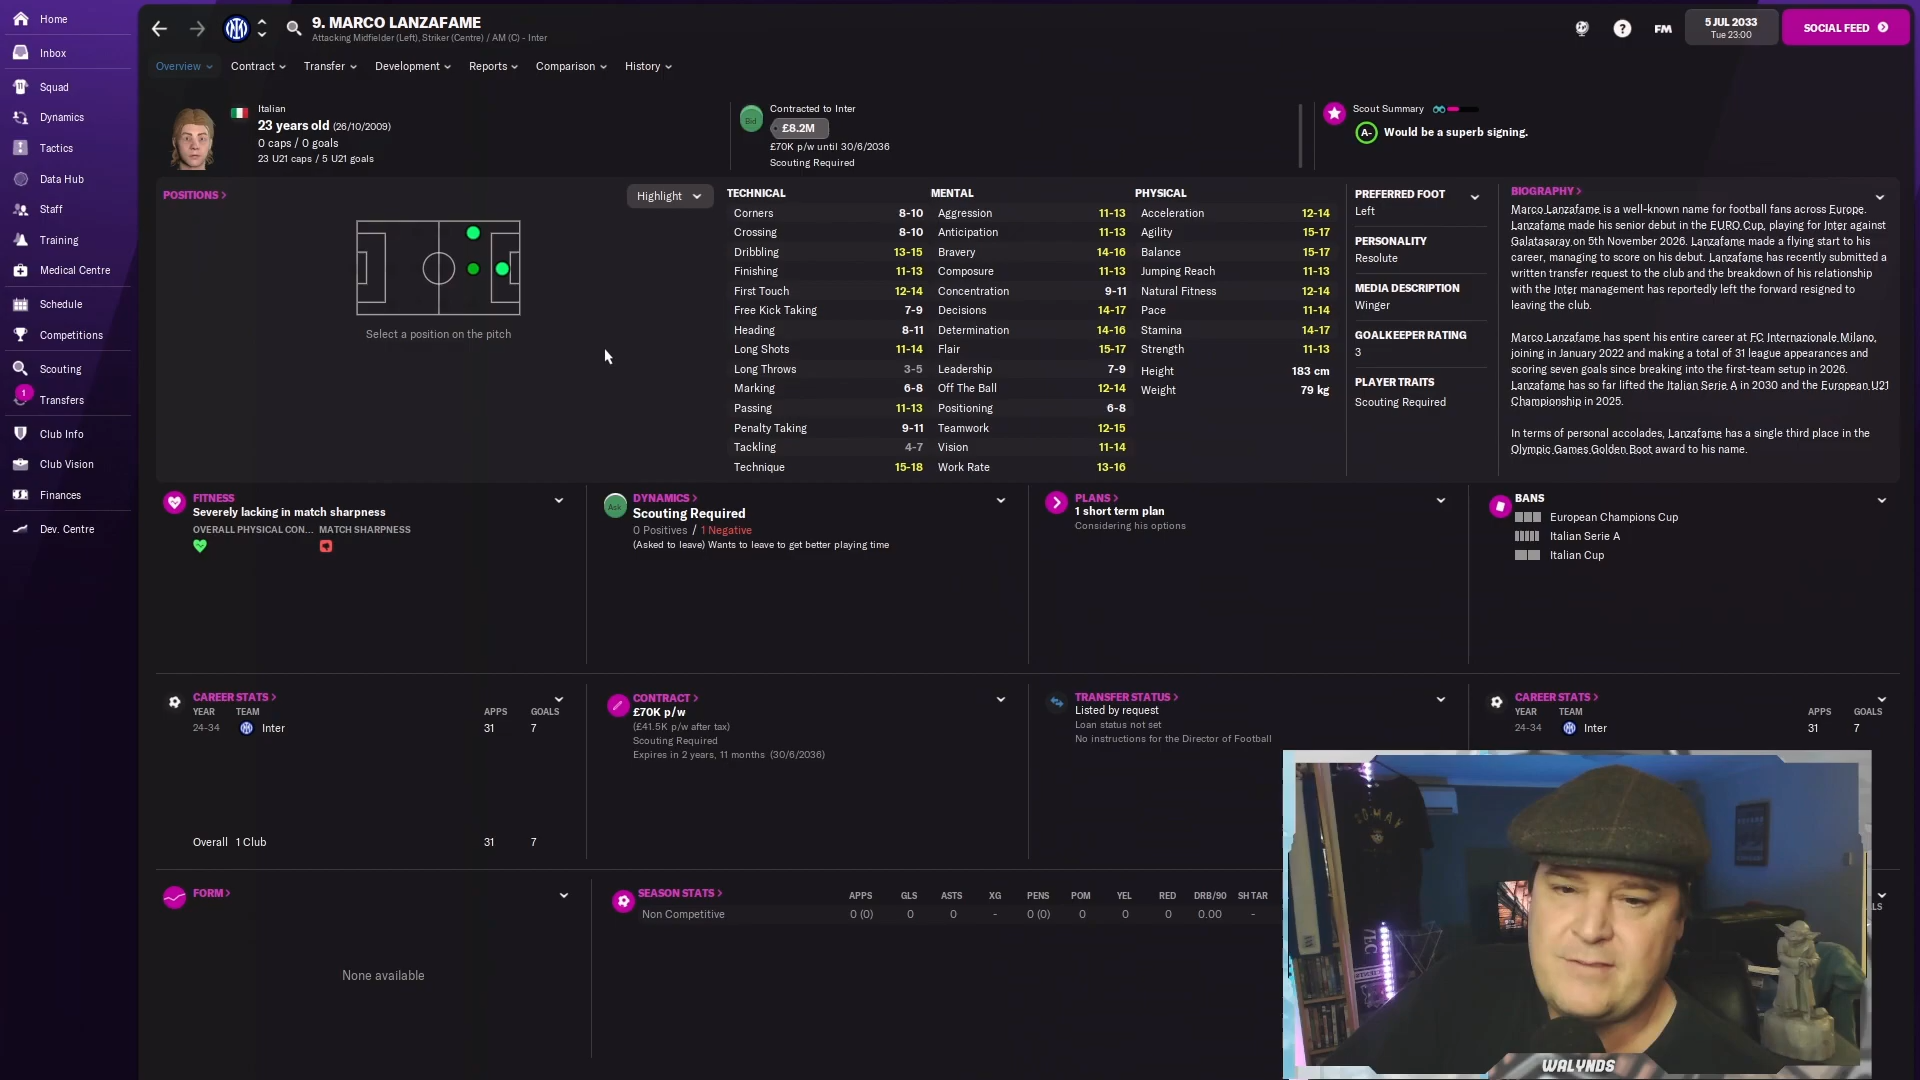 Home
Inbox
Squad
Dynamics
Tactics
Data Hub
Staff
Training
Medical Centre
Schedule
Competitions
Scouting
1
Transfers
Club Info
Club Vision
Finances
Dev. Centre
9. MARCO LANZAFAME
Attacking Midfielder (Left), Striker (Centre) / AM (C) - Inter
FM
5 JUL 2033
Tue 23:00
SOCIAL FEED
Overview Contract Transfer Development Reports Comparison History
Italian
23 years old (26/10/2009)
0 caps / 0 goals
23 U21 caps / 5 U21 goals
Bid
Contracted to Inter
£8.2M
£70K p/w until 30/6/2036
Scouting Required
Scout Summary
A- Would be a superb signing.
POSITIONS >
Highlight
Select a position on the pitch
TECHNICAL
Corners 8-10
Crossing 8-10
Dribbling 13-15
Finishing 11-13
First Touch 12-14
Free Kick Taking 7-9
Heading 8-11
Long Shots 11-14
Long Throws 3-5
Marking 6-8
Passing 11-13
Penalty Taking 9-11
Tackling 4-7
Technique 15-18
MENTAL
Aggression 11-13
Anticipation 11-13
Bravery 14-16
Composure 11-13
Concentration 9-11
Decisions 14-17
Determination 14-16
Flair 15-17
Leadership 7-9
Off The Ball 12-14
Positioning 6-8
Teamwork 12-15
Vision 11-14
Work Rate 13-16
PHYSICAL
Acceleration 12-14
Agility 15-17
Balance 15-17
Jumping Reach 11-13
Natural Fitness 12-14
Pace 11-14
Stamina 14-17
Strength 11-13
Height 183 cm
Weight 79 kg
PREFERRED FOOT
Left
PERSONALITY
Resolute
MEDIA DESCRIPTION
Winger
GOALKEEPER RATING
3
PLAYER TRAITS
Scouting Required
BIOGRAPHY >
Marco Lanzafame is a well-known name for football fans across Europe.
Lanzafame made his senior debut in the EURO Cup, playing for Inter against
Galatasaray on 5th November 2026. Lanzafame made a flying start to his
career, managing to score on his debut. Lanzafame has recently submitted a
written transfer request to the club and the breakdown of his relationship
with the Inter management has reportedly left the forward resigned to
leaving the club.
Marco Lanzafame has spent his entire career at FC Internazionale Milano,
joining in January 2022 and making a total of 31 league appearances and
scoring seven goals since breaking into the first-team setup in 2026.
Lanzafame has so far lifted the Italian Serie A in 2030 and the European U21
Championship in 2025.
In terms of personal accolades, Lanzafame has a single third place in the
Olympic Games Golden Boot award to his name.
FITNESS
Severely lacking in match sharpness
OVERALL PHYSICAL CON... MATCH SHARPNESS
Ask
DYNAMICS >
Scouting Required
0 Positives / 1 Negative
(Asked to leave) Wants to leave to get better playing time
PLANS >
1 short term plan
Considering his options
BANS
European Champions Cup
Italian Serie A
Italian Cup
CAREER STATS >
YEAR TEAM APPS GOALS
24-34 Inter 31 7
Overall 1 Club 31 7
CONTRACT >
£70K p/w
(£41.5K p/w after tax)
Scouting Required
Expires in 2 years, 11 months (30/6/2036)
TRANSFER STATUS >
Listed by request
Loan status not set
No instructions for the Director of Football
CAREER STATS >
YEAR TEAM APPS GOALS
24-34 Inter 31 7
FORM >
None available
SEASON STATS > APPS GLS ASTS XG PENS POM YEL RED DRB/90 SH TAR
Non Competitive 0 (0) 0 0 - 0 (0) 0 0 0 0.00 -
LS
WALYNDS